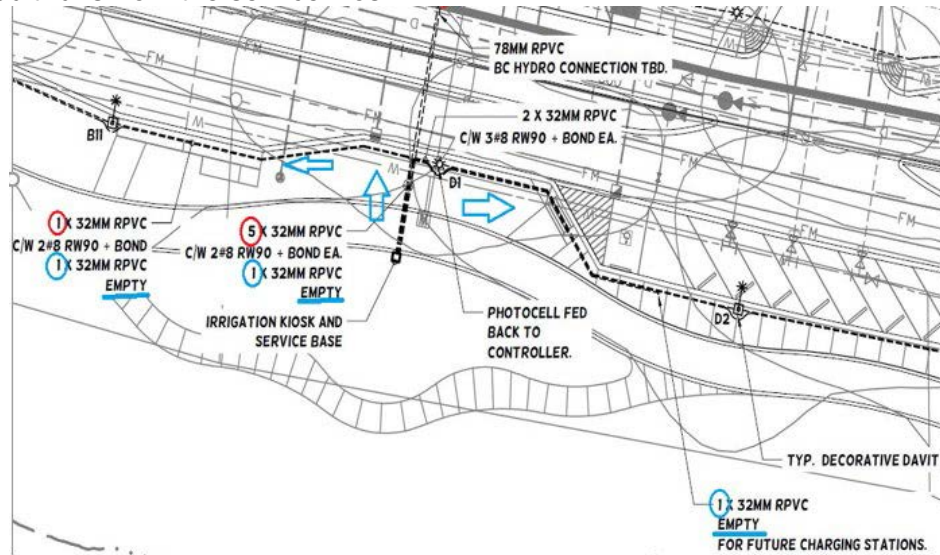 78MM RPVC
BC HYDRO CONNECTION TBD.
2 X 32MM RPVC
C/W 3#8 RW90 + BOND EA.
FM
FM
D
D
W
W
W
B11
D1
1 X 32MM RPVC
C/W 2#8 RW90 + BOND
1 X 32MM RPVC
EMPTY
5 X 32MM RPVC
C/W 2#8 RW90 + BOND EA.
1 X 32MM RPVC
EMPTY
FM
FM
IRRIGATION KIOSK AND
SERVICE BASE
PHOTOCELL FED
BACK TO
CONTROLLER.
D2
TYP. DECORATIVE DAVIT
1 X 32MM RPVC
EMPTY
FOR FUTURE CHARGING STATIONS.